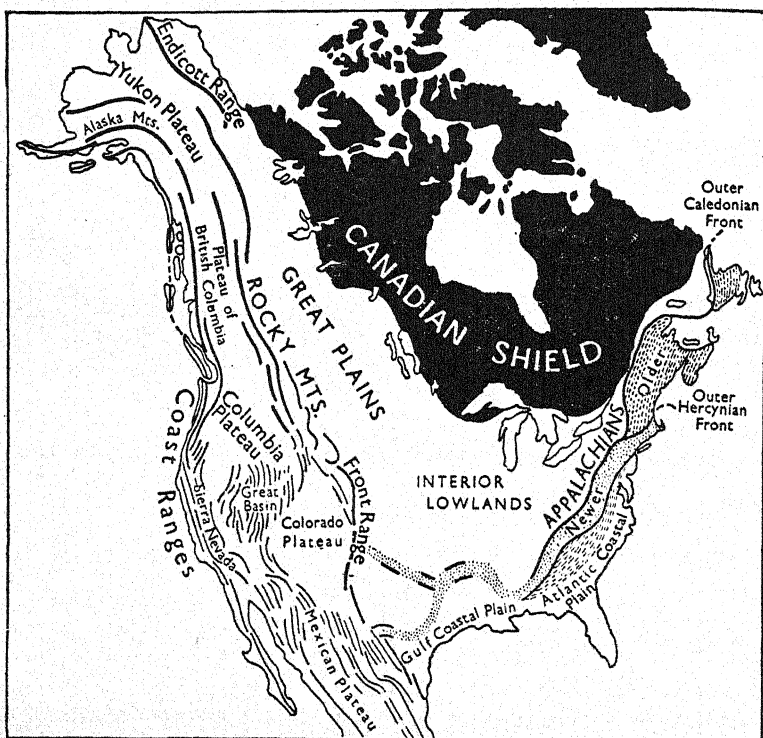 Endicott Range
Yukon Plateau
Alaska Mts.
Plateau of
British Columbia
ROCKY MTS.
GREAT PLAINS
CANADIAN SHIELD
Outer
Caledonian
Front
Older
Outer
Hercynian
Front
APPALACHIANS
Newer
Coast Ranges
Columbia
Plateau
Great
Basin
Sierra Nevada
Colorado
Plateau
Front Range
INTERIOR
LOWLANDS
Atlantic Coastal
Plain
Gulf Coastal Plain
Mexican Plateau